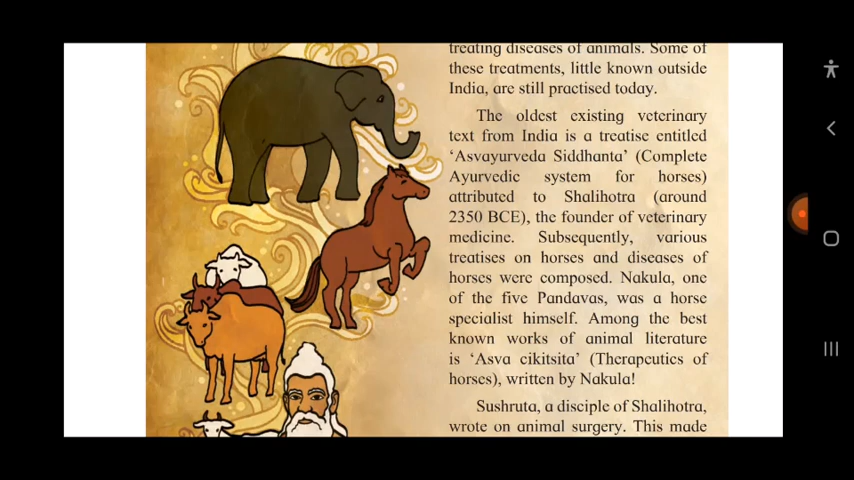 treating diseases of animals. Some of
these treatments, little known outside
India, are still practised today.
The oldest existing veterinary
text from India is a treatise entitled
‘Asvayurveda Siddhanta’ (Complete
Ayurvedic system for horses)
attributed to Shalihotra (around
2350 BCE), the founder of veterinary
medicine. Subsequently, various
treatises on horses and diseases of
horses were composed. Nakula, one
of the five Pandavas, was a horse
specialist himself. Among the best
known works of animal literature
is ‘Asva cikitsita’ (Therapeutics of
horses), written by Nakula!
Sushruta, a disciple of Shalihotra,
wrote on animal surgery. This made